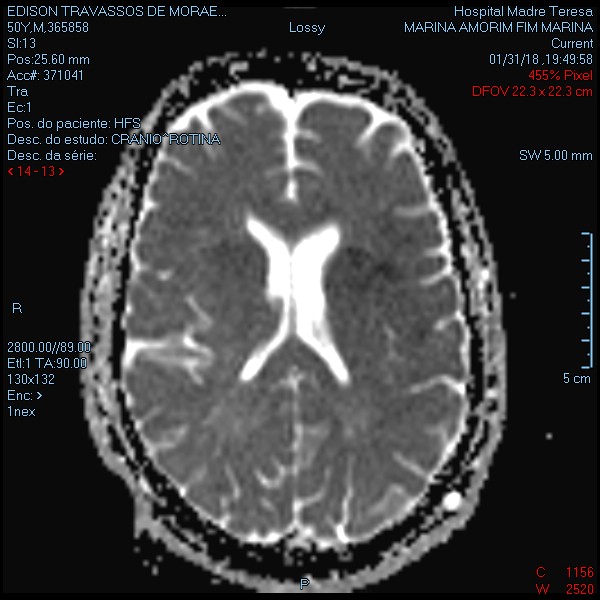 EDISON TRAVASSOS DE MORAE...
50Y,M,365858
Sl:13
Pos:25.60 mm
Acc#: 371041
Tra
Ec:1
Pos. do paciente: HFS
Desc. do estudo: CRANIO^ROTINA
Desc. da série:
< 14 - 13 >
Lossy
Hospital Madre Teresa
MARINA AMORIM FIM MARINA
Current
01/31/18 ,19:49:58
455% Pixel
DFOV 22.3 x 22.3 cm
SW 5.00 mm
R
2800.00//89.00
Etl:1 TA:90.00
130x132
Enc: >
1nex
5 cm
P
C 1156
W 2520